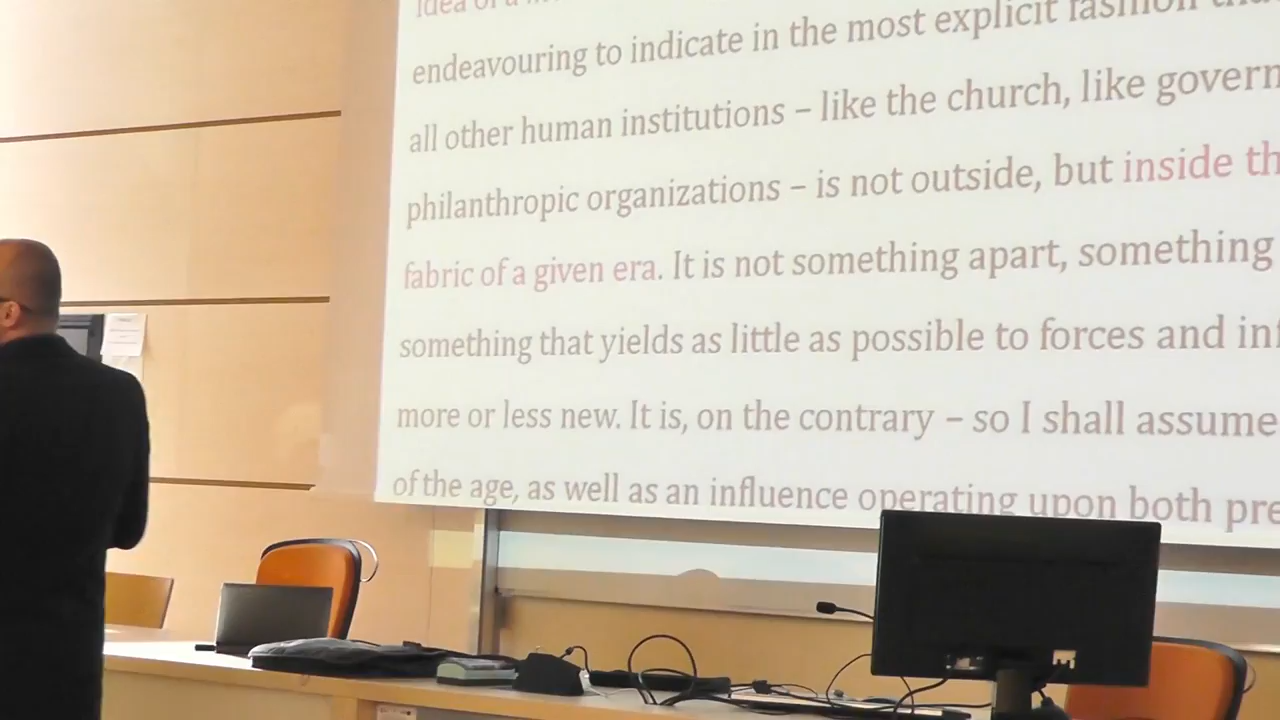 idea of a
endeavouring to indicate in the most explicit fashion
all other human institutions – like the church, like govern
philanthropic organizations – is not outside, but inside th
fabric of a given era. It is not something apart, something
something that yields as little as possible to forces and in
more or less new. It is, on the contrary – so I shall assume
of the age, as well as an influence operating upon both pre